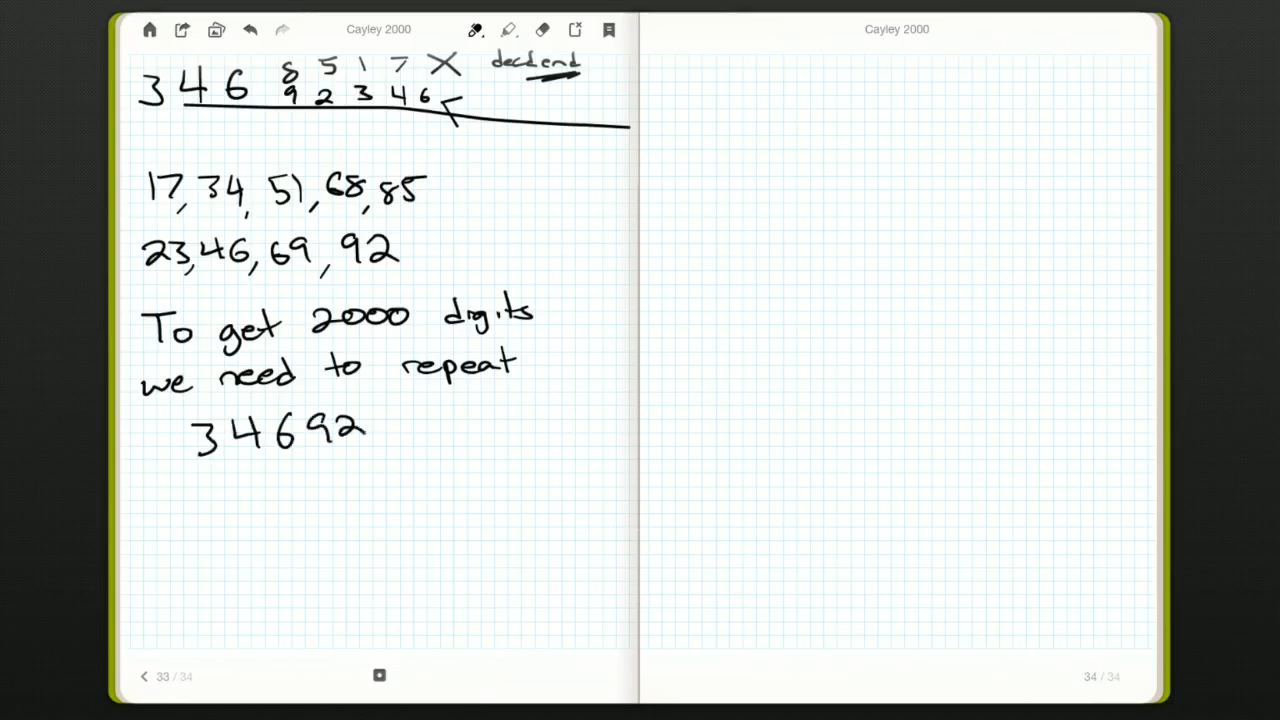 Cayley 2000
Cayley 2000
8 5 1 7 X dead end
3 4 6 9 2 3 4 6
17, 34, 51, 68, 85
23, 46, 69, 92
To get 2000 digits
we need to repeat
3 4 6 9 2
33 / 34
34 / 34